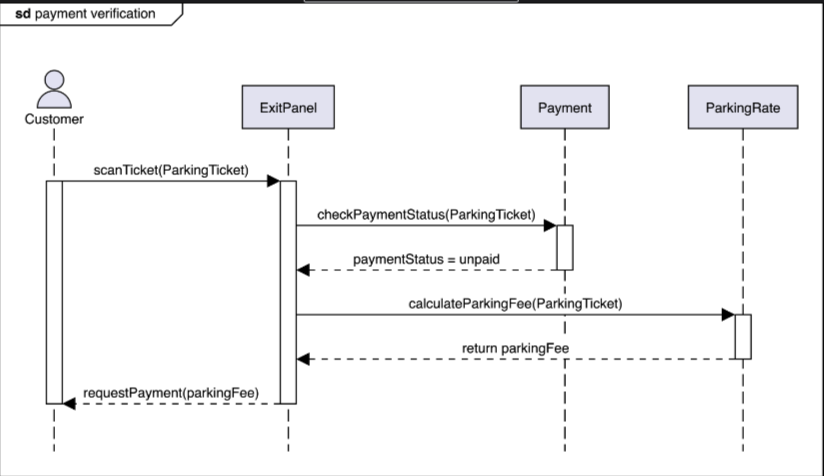 sd payment verification
Customer
ExitPanel
Payment
ParkingRate
scanTicket(ParkingTicket)
checkPaymentStatus(ParkingTicket)
paymentStatus = unpaid
calculateParkingFee(ParkingTicket)
return parkingFee
requestPayment(parkingFee)